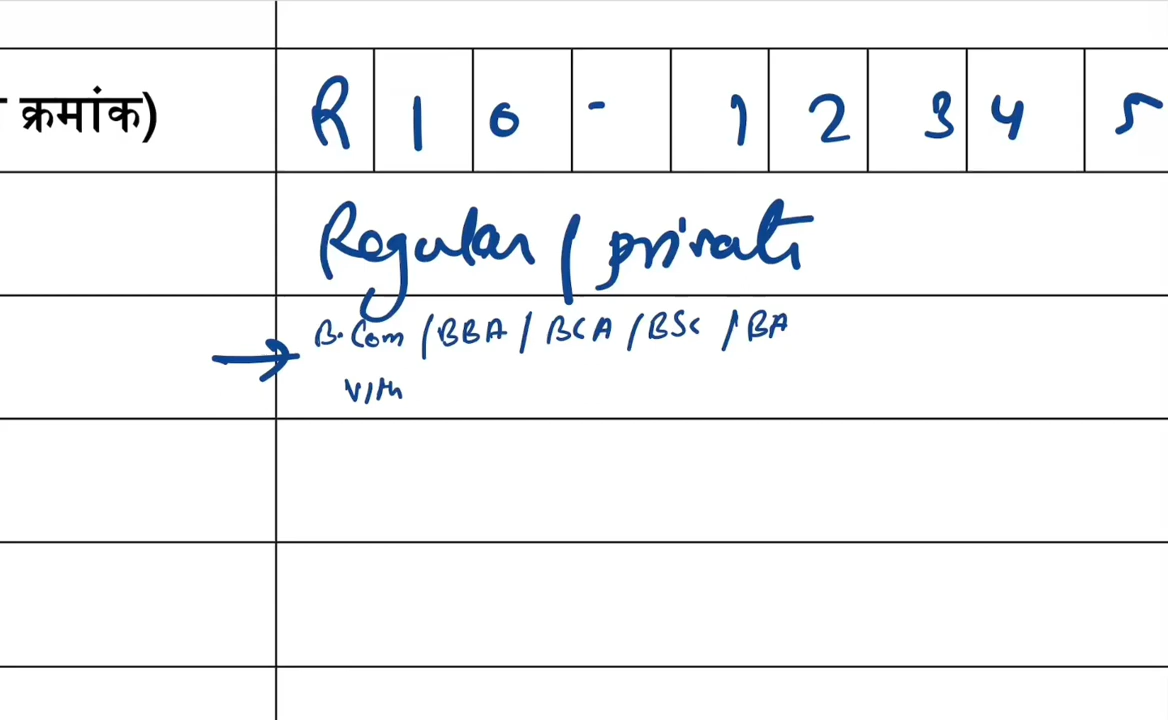 क्रमांक) R 1 0 - 1 2 3 4 5
Regular / private
B.Com / BBA / BCA / BSc / BA